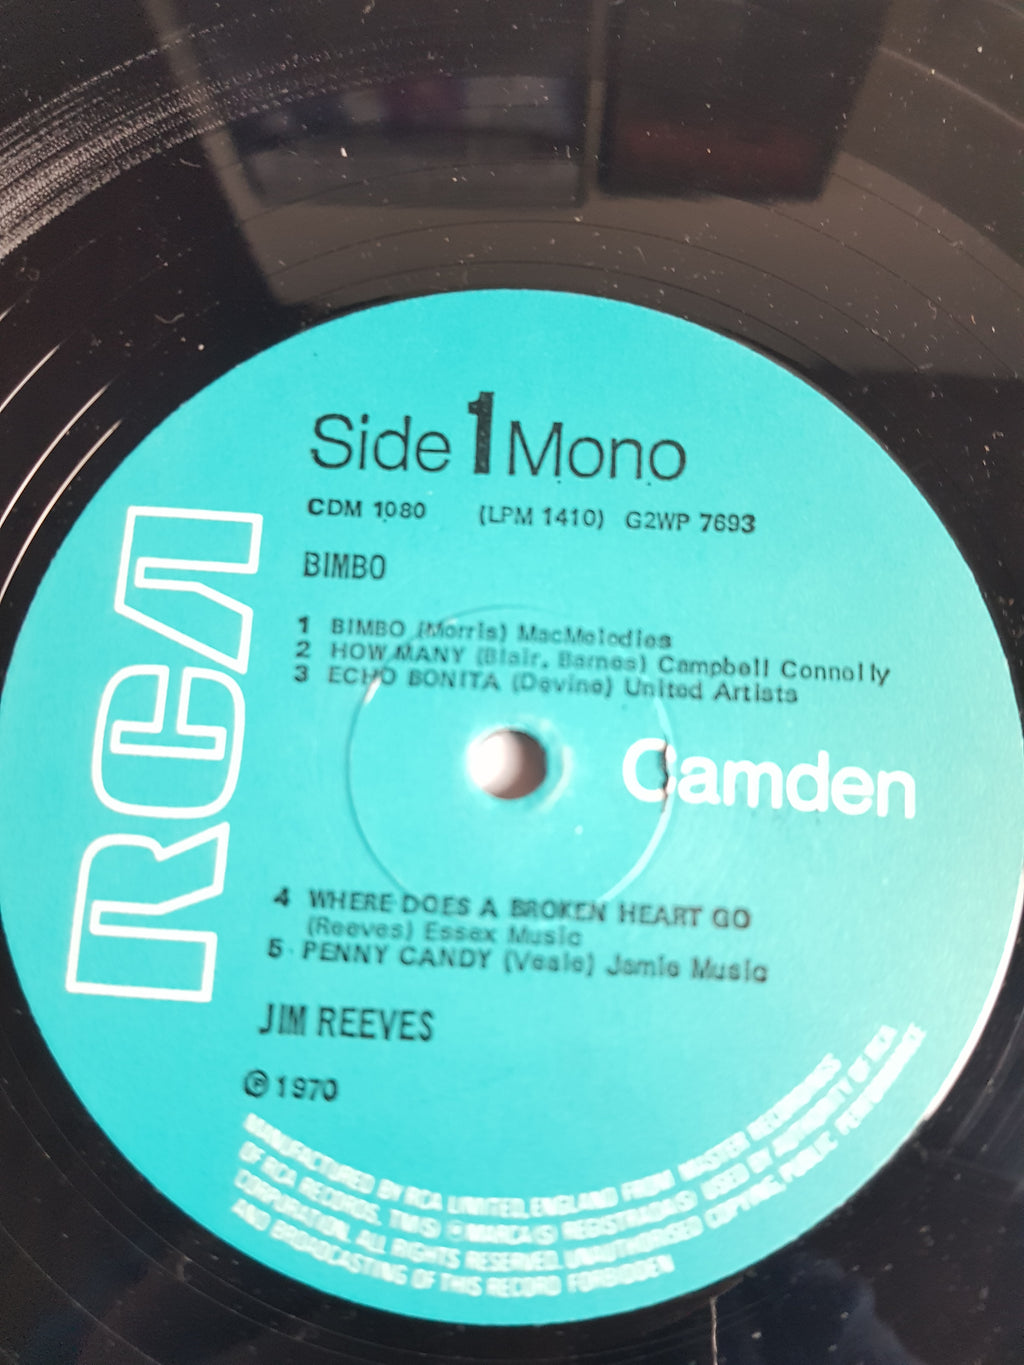 Side 1 Mono
CDM 1080 (LPM 1410) G2WP 7693
BIMBO
1 BIMBO (Morris) MacMelodies
2 HOW MANY (Blair, Barnes) Campbell Connolly
3 ECHO BONITA (Devine) United Artists
RCA
Camden
4 WHERE DOES A BROKEN HEART GO
(Reeves) Essex Music
5 PENNY CANDY (Veale) Jamie Music
JIM REEVES
℗ 1970
MANUFACTURED BY RCA LIMITED, ENGLAND FROM MASTER RECORDINGS
OF RCA RECORDS. TM(S) ® MARCA(S) REGISTRADA(S) USED BY AUTHORITY OF RCA
CORPORATION. ALL RIGHTS RESERVED. UNAUTHORISED COPYING, PUBLIC PERFORMANCE
AND BROADCASTING OF THIS RECORD FORBIDDEN